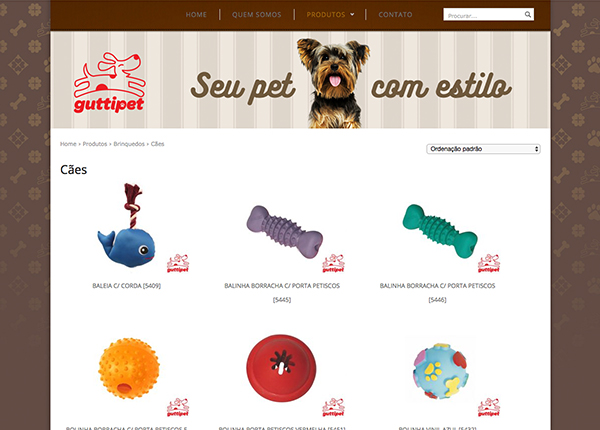 HOME
QUEM SOMOS
PRODUTOS
CONTATO
Procurar...
guttipet
Seu pet com estilo
Home » Produtos » Brinquedos » Cães
Ordenação padrão
Cães
guttipet
guttipet
guttipet
BALEIA C/ CORDA [5409]
BALINHA BORRACHA C/ PORTA PETISCOS
[5445]
BALINHA BORRACHA C/ PORTA PETISCOS
[5446]
guttipet
guttipet
guttipet
BOLINHA BORRACHA C/ PORTA PETISCO E
BOLINHA PORTA PETISCOS VERMELHA [5451]
BOLINHA VINIL AZUL [5437]